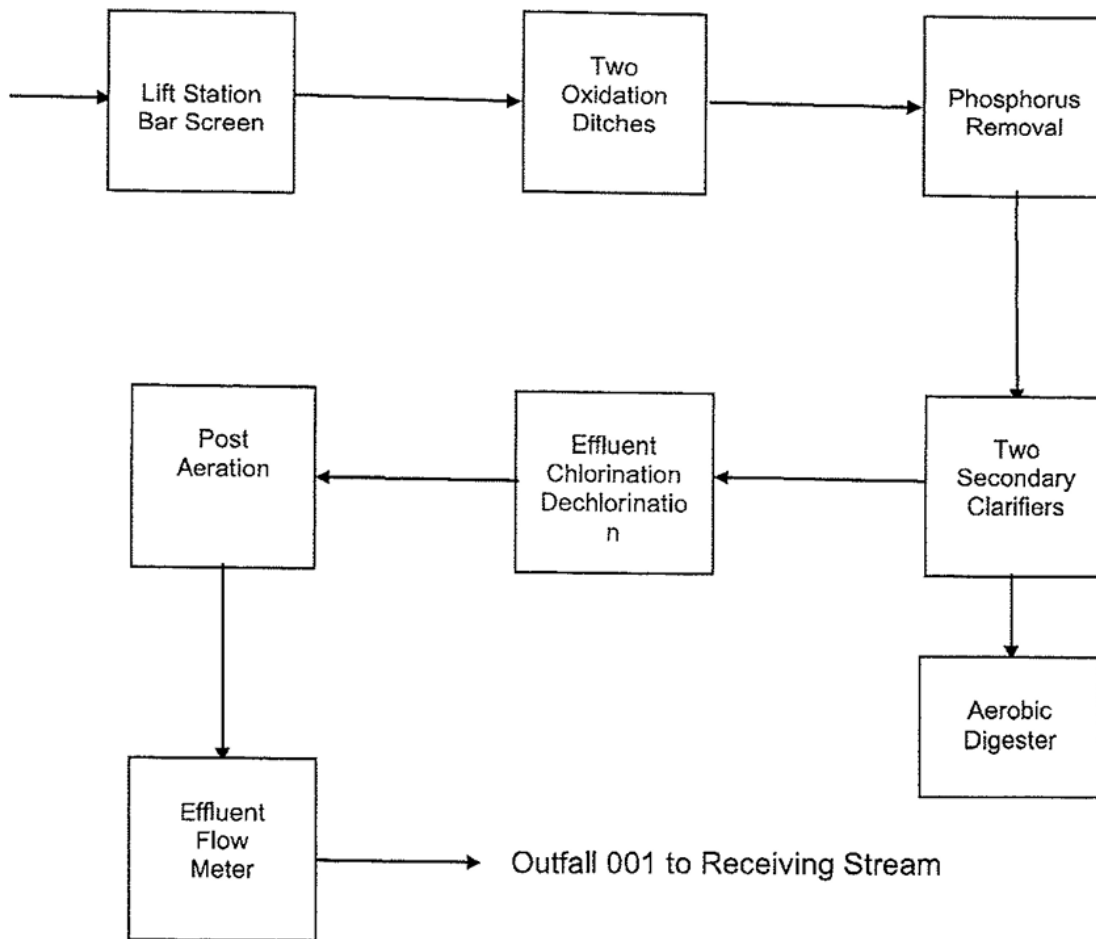 Lift Station
Bar Screen
Two
Oxidation
Ditches
Phosphorus
Removal
Post
Aeration
Effluent
Chlorination
Dechlorinatio
n
Two
Secondary
Clarifiers
Aerobic
Digester
Effluent
Flow
Meter
Outfall 001 to Receiving Stream